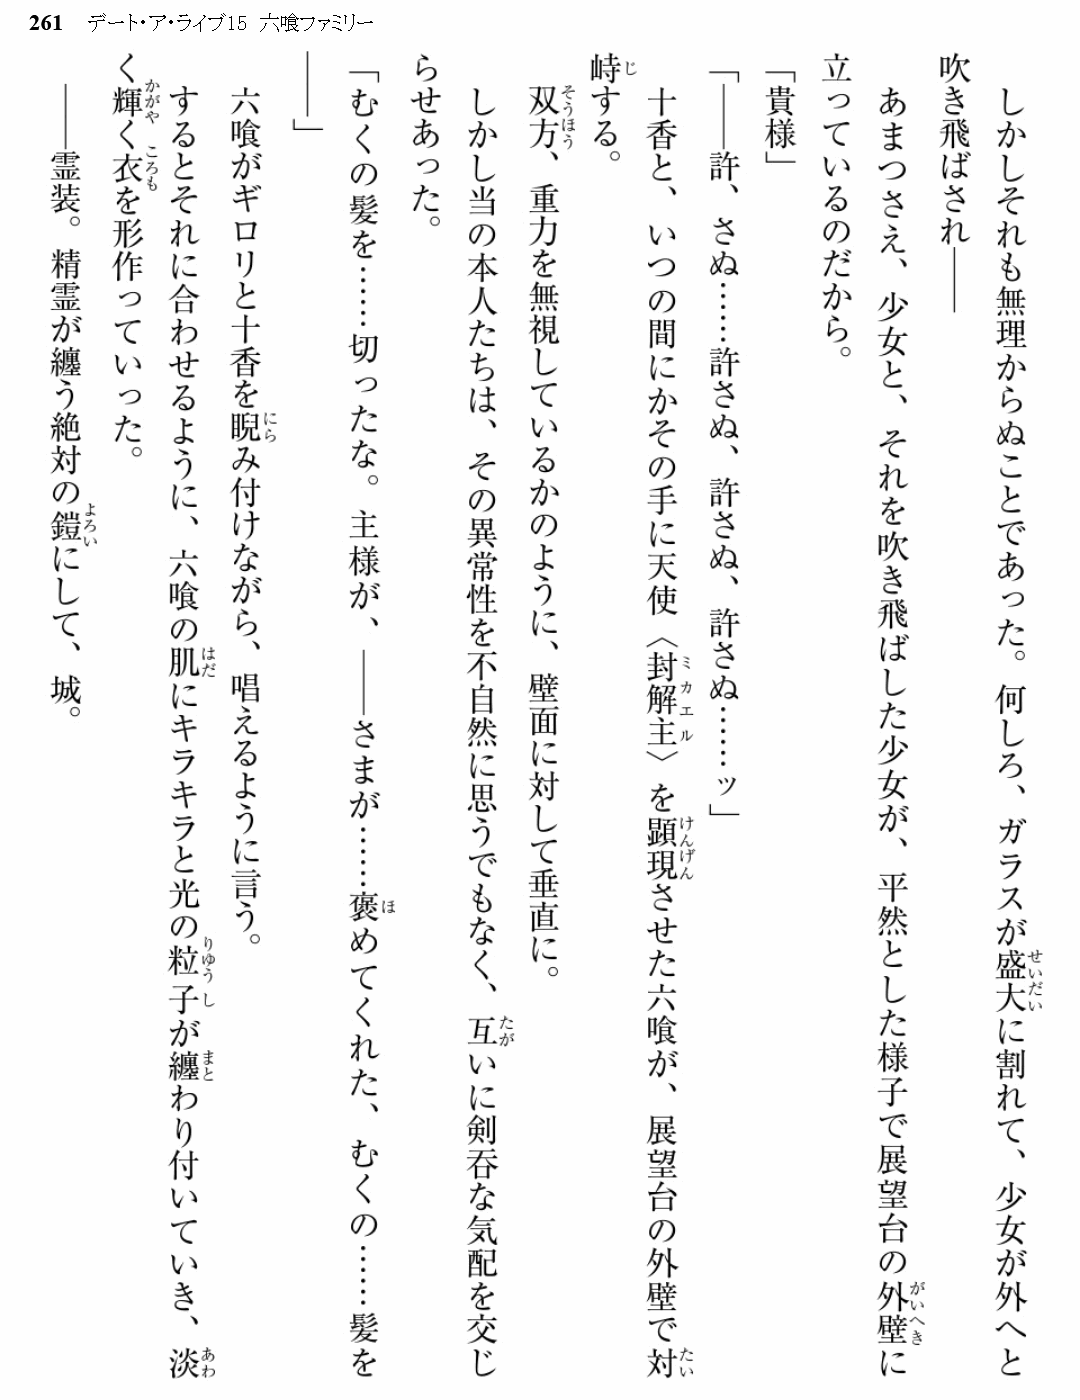 261 デート・ア・ライブ15 六喰ファミリー
しかしそれも無理からぬことであった。何しろ、ガラスが盛大に割れて、少女が外へと
吹き飛ばされ――
あまつさえ、少女と、それを吹き飛ばした少女が、平然とした様子で展望台の外壁に
立っているのだから。
「貴様」
「――許、さぬ……許さぬ、許さぬ、許さぬ……ッ」
十香と、いつの間にかその手に天使〈封解主〉を顕現させた六喰が、展望台の外壁で対
峙する。
双方、重力を無視しているかのように、壁面に対して垂直に。
しかし当の本人たちは、その異常性を不自然に思うでもなく、互いに剣呑な気配を交じ
らせあった。
「むくの髪を……切ったな。主様が、――さまが……褒めてくれた、むくの……髪を
――」
六喰がギロリと十香を睨み付けながら、唱えるように言う。
するとそれに合わせるように、六喰の肌にキラキラと光の粒子が纏わり付いていき、淡
く輝く衣を形作っていった。
――霊装。精霊が纏う絶対の鎧にして、城。